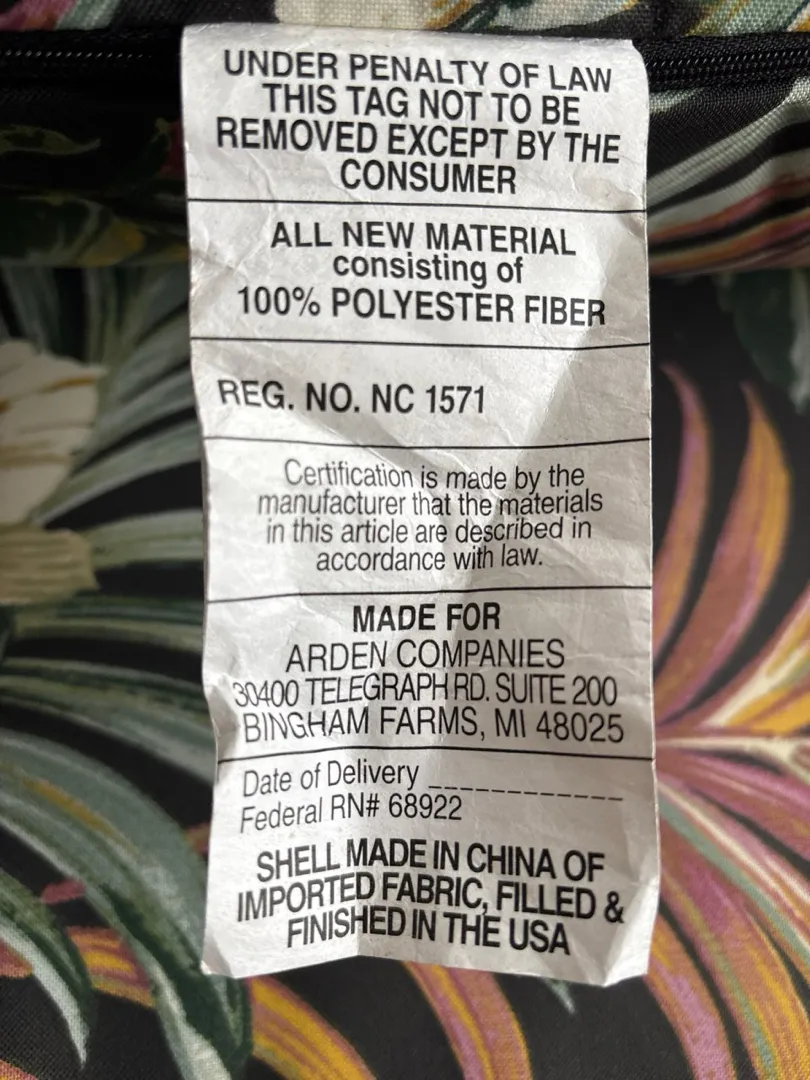 UNDER PENALTY OF LAW
THIS TAG NOT TO BE
REMOVED EXCEPT BY THE
CONSUMER
ALL NEW MATERIAL
consisting of
100% POLYESTER FIBER
REG. NO. NC 1571
Certification is made by the
manufacturer that the materials
in this article are described in
accordance with law.
MADE FOR
ARDEN COMPANIES
30400 TELEGRAPH RD. SUITE 200
BINGHAM FARMS, MI 48025
Date of Delivery _____________
Federal RN# 68922
SHELL MADE IN CHINA OF
IMPORTED FABRIC, FILLED &
FINISHED IN THE USA